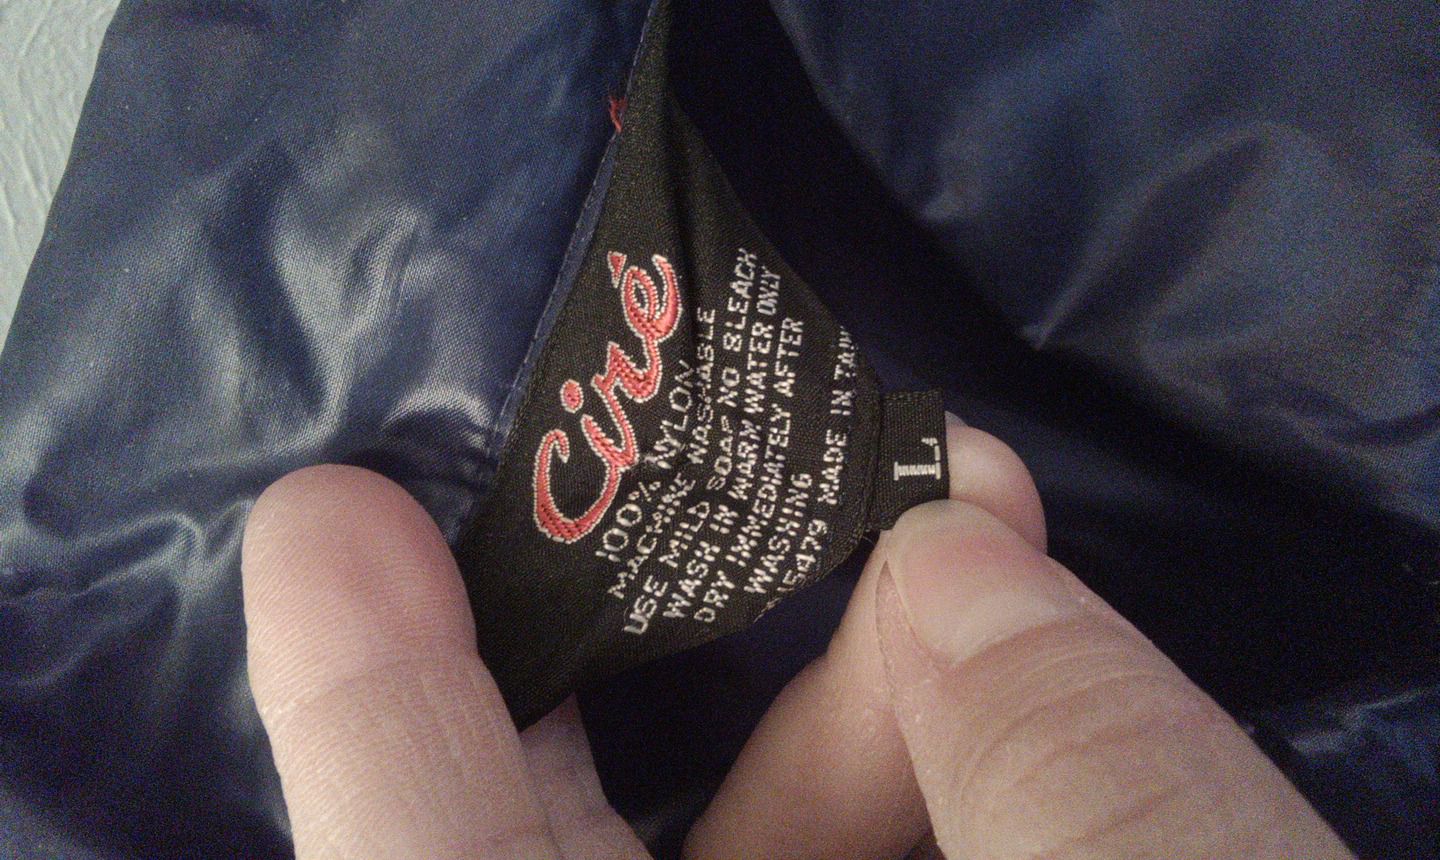 Ciré
100% NYLON
MACHINE WASHABLE
USE MILD SOAP NO BLEACH
WASH IN WARM WATER ONLY
DRY IMMEDIATELY AFTER
WASHING
MADE IN
L